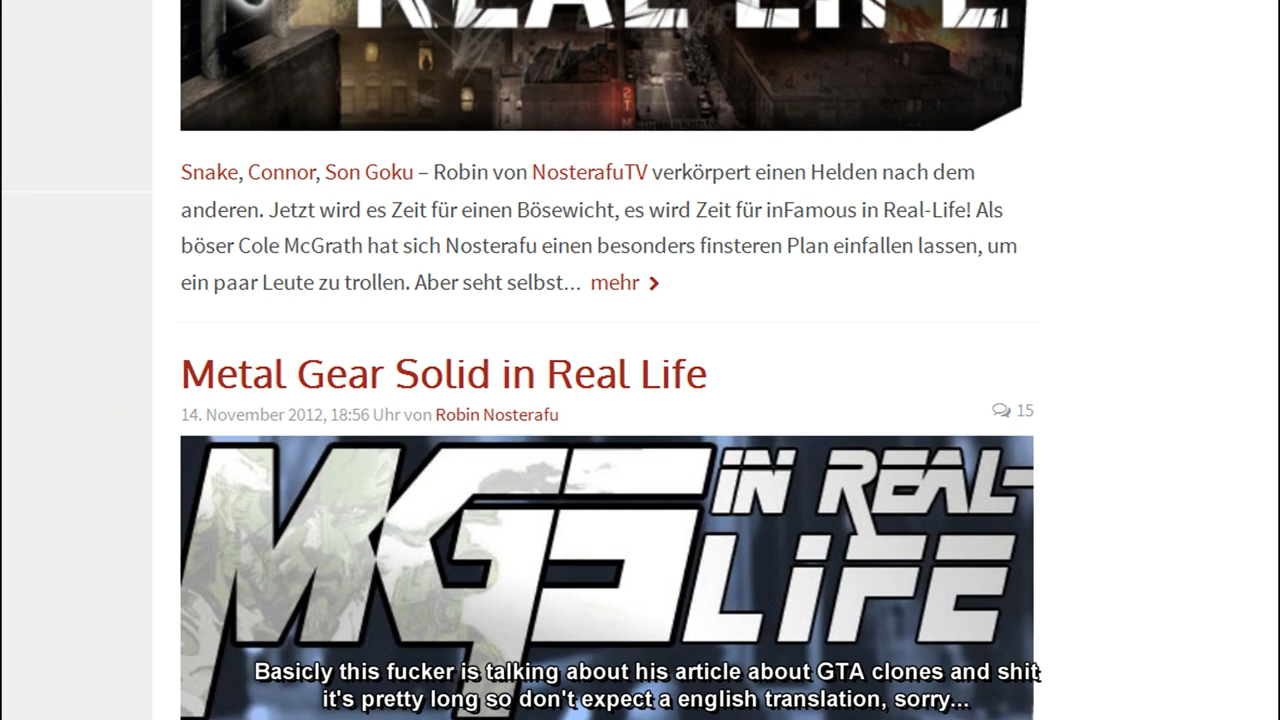 REAL LIFE
Snake, Connor, Son Goku – Robin von NosterafuTV verkörpert einen Helden nach dem
anderen. Jetzt wird es Zeit für einen Bösewicht, es wird Zeit für inFamous in Real-Life! Als
böser Cole McGrath hat sich Nosterafu einen besonders finsteren Plan einfallen lassen, um
ein paar Leute zu trollen. Aber seht selbst... mehr
Metal Gear Solid in Real Life
14. November 2012, 18:56 Uhr von Robin Nosterafu
15
MGS IN REAL-
LIFE
Basicly this fucker is talking about his article about GTA clones and shit
it's pretty long so don't expect a english translation, sorry...